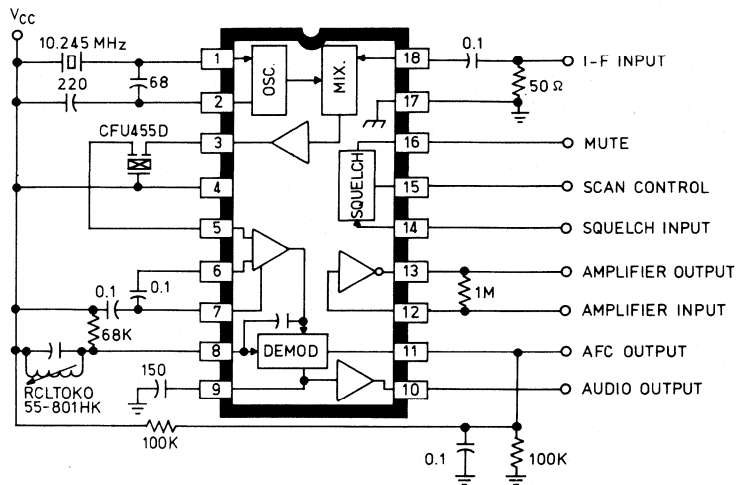 VCC
10.245 MHz
68
220
CFU455D
0.1
0.1
68K
RCLTOKO
55-801HK
150
100K
1
2
3
4
5
6
7
8
9
OSC.
MIX.
SQUELCH
DEMOD
18
17
16
15
14
13
12
11
10
0.1
50 Ω
I-F INPUT
MUTE
SCAN CONTROL
SQUELCH INPUT
AMPLIFIER OUTPUT
1M
AMPLIFIER INPUT
AFC OUTPUT
AUDIO OUTPUT
0.1
100K